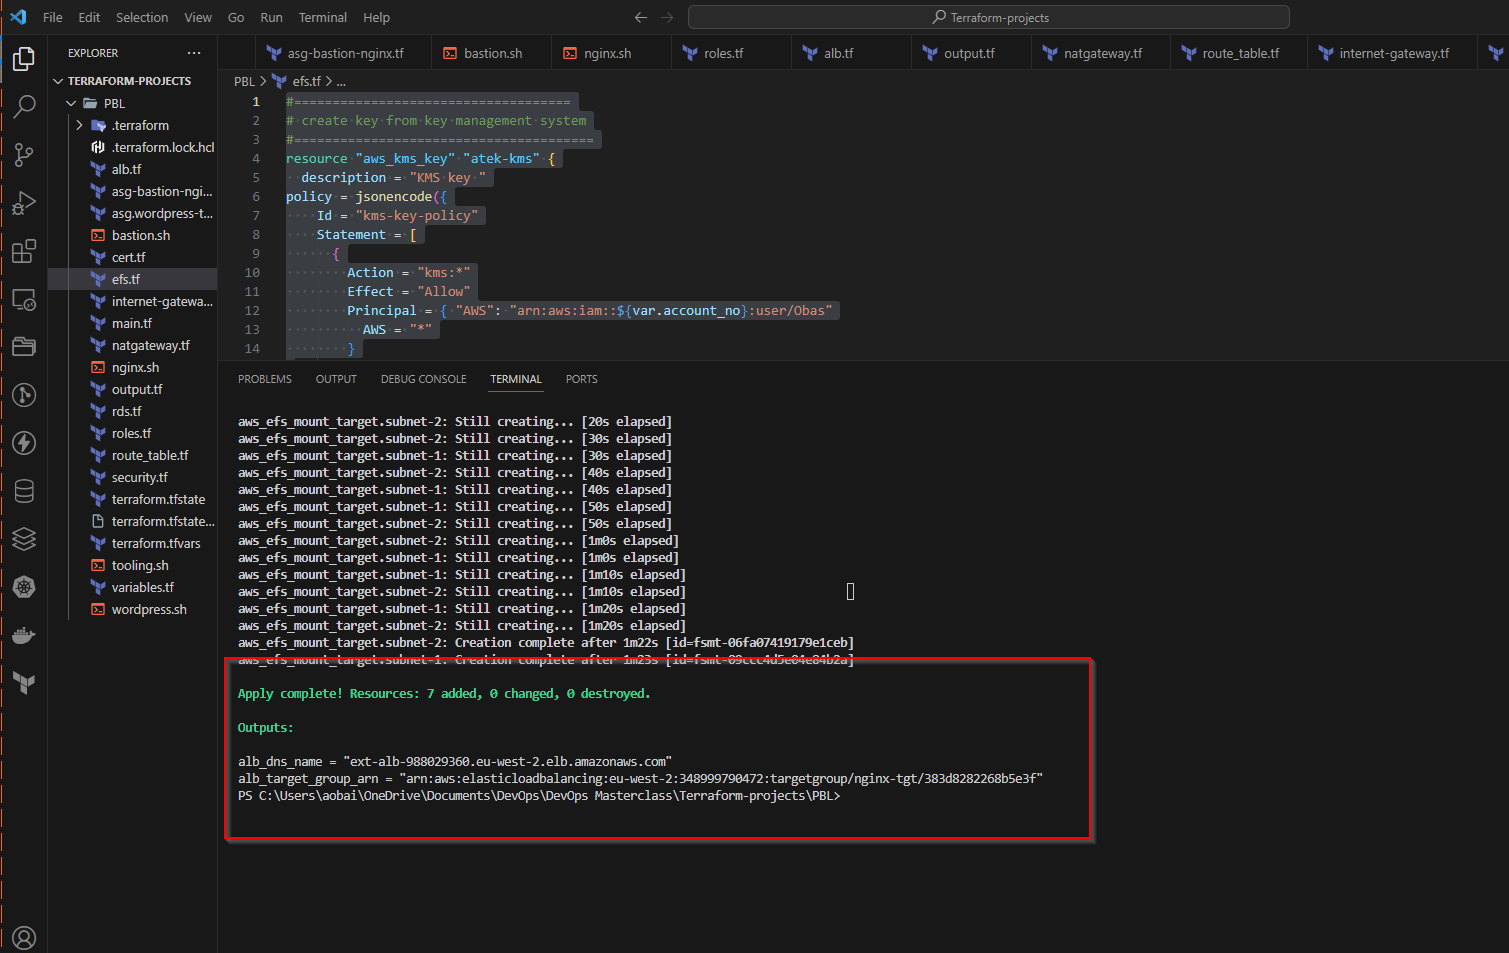 File Edit Selection View Go Run Terminal Help
Terraform-projects
EXPLORER ...
asg-bastion-nginx.tf bastion.sh nginx.sh roles.tf alb.tf output.tf natgateway.tf route_table.tf internet-gateway.tf
TERRAFORM-PROJECTS
PBL
.terraform
.terraform.lock.hcl
alb.tf
asg-bastion-ngi...
asg.wordpress-t...
bastion.sh
cert.tf
efs.tf
internet-gatewa...
main.tf
natgateway.tf
nginx.sh
output.tf
rds.tf
roles.tf
route_table.tf
security.tf
terraform.tfstate
terraform.tfstate...
terraform.tfvars
tooling.sh
variables.tf
wordpress.sh
PBL > efs.tf > ...
1 #====================================
2 # create key from key management system
3 #=======================================
4 resource "aws_kms_key" "atek-kms" {
5 description = "KMS key "
6 policy = jsonencode({
7 Id = "kms-key-policy"
8 Statement = [
9 {
10 Action = "kms:*"
11 Effect = "Allow"
12 Principal = { "AWS": "arn:aws:iam::${var.account_no}:user/Obas"
13 AWS = "*"
14 }
PROBLEMS OUTPUT DEBUG CONSOLE TERMINAL PORTS
aws_efs_mount_target.subnet-2: Still creating... [20s elapsed]
aws_efs_mount_target.subnet-2: Still creating... [30s elapsed]
aws_efs_mount_target.subnet-1: Still creating... [30s elapsed]
aws_efs_mount_target.subnet-2: Still creating... [40s elapsed]
aws_efs_mount_target.subnet-1: Still creating... [40s elapsed]
aws_efs_mount_target.subnet-1: Still creating... [50s elapsed]
aws_efs_mount_target.subnet-2: Still creating... [50s elapsed]
aws_efs_mount_target.subnet-2: Still creating... [1m0s elapsed]
aws_efs_mount_target.subnet-1: Still creating... [1m0s elapsed]
aws_efs_mount_target.subnet-1: Still creating... [1m10s elapsed]
aws_efs_mount_target.subnet-2: Still creating... [1m10s elapsed]
aws_efs_mount_target.subnet-1: Still creating... [1m20s elapsed]
aws_efs_mount_target.subnet-2: Still creating... [1m20s elapsed]
aws_efs_mount_target.subnet-2: Creation complete after 1m22s [id=fsmt-06fa07419179e1ceb]
aws_efs_mount_target.subnet-1: Creation complete after 1m23s [id=fsmt-09ccc4d5e04e84b2a]
Apply complete! Resources: 7 added, 0 changed, 0 destroyed.
Outputs:
alb_dns_name = "ext-alb-988029360.eu-west-2.elb.amazonaws.com"
alb_target_group_arn = "arn:aws:elasticloadbalancing:eu-west-2:348999790472:targetgroup/nginx-tgt/383d8282268b5e3f"
PS C:\Users\aobai\OneDrive\Documents\DevOps\DevOps Masterclass\Terraform-projects\PBL>